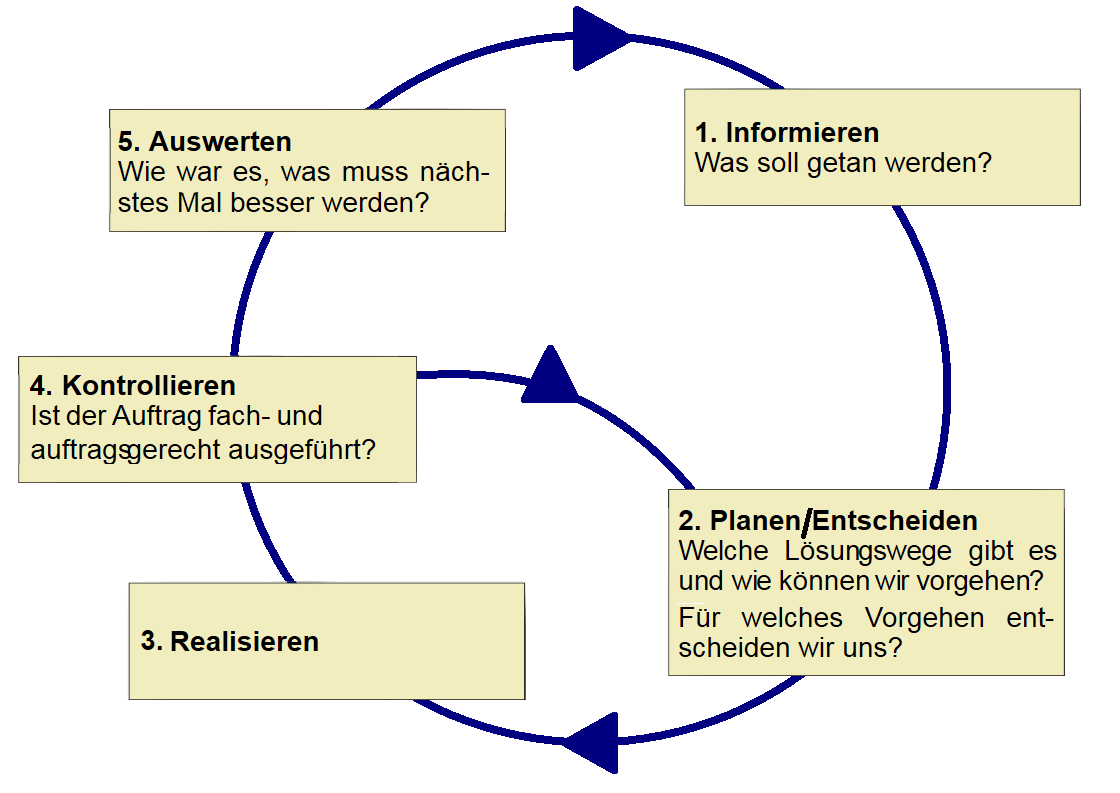 1. Informieren
Was soll getan werden?
2. Planen/Entscheiden
Welche Lösungswege gibt es
und wie können wir vorgehen?
Für welches Vorgehen ent-
scheiden wir uns?
3. Realisieren
4. Kontrollieren
Ist der Auftrag fach- und
auftragsgerecht ausgeführt?
5. Auswerten
Wie war es, was muss näch-
stes Mal besser werden?